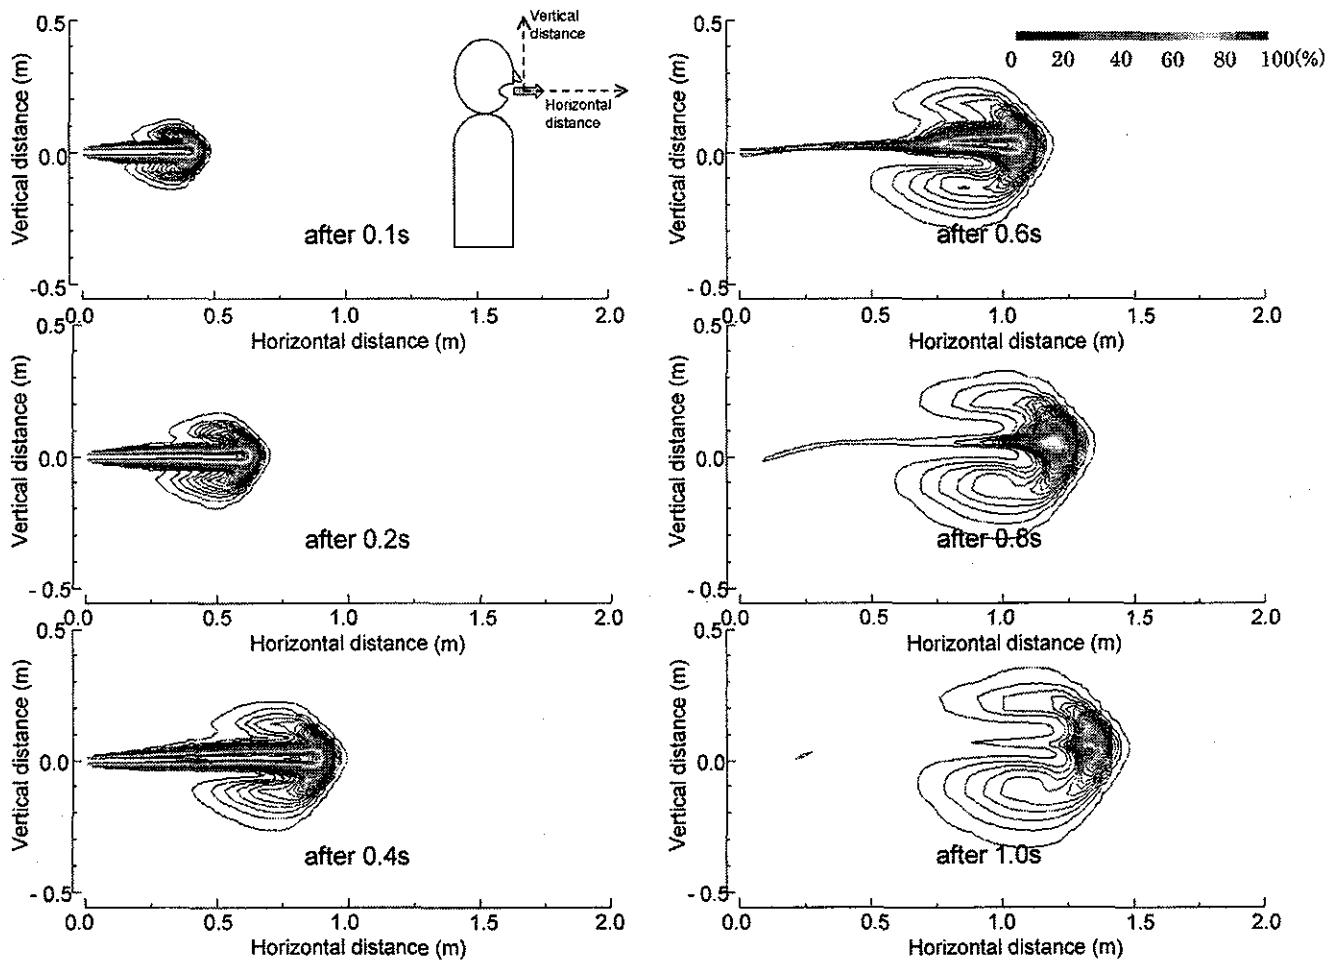 0.5
0.0
- 0.5
Vertical distance (m)
after 0.1s
Vertical
distance
Horizontal
distance
0.0 0.5 1.0 1.5 2.0
Horizontal distance (m)
0.5
0.0
- 0.5
Vertical distance (m)
after 0.2s
0.0 0.5 1.0 1.5 2.0
Horizontal distance (m)
0.5
0.0
- 0.5
Vertical distance (m)
after 0.4s
0.0 0.5 1.0 1.5 2.0
Horizontal distance (m)
0 20 40 60 80 100(%)
0.5
0.0
- 0.5
Vertical distance (m)
after 0.6s
0.0 0.5 1.0 1.5 2.0
Horizontal distance (m)
0.5
0.0
- 0.5
Vertical distance (m)
after 0.8s
0.0 0.5 1.0 1.5 2.0
Horizontal distance (m)
0.5
0.0
- 0.5
Vertical distance (m)
after 1.0s
0.0 0.5 1.0 1.5 2.0
Horizontal distance (m)